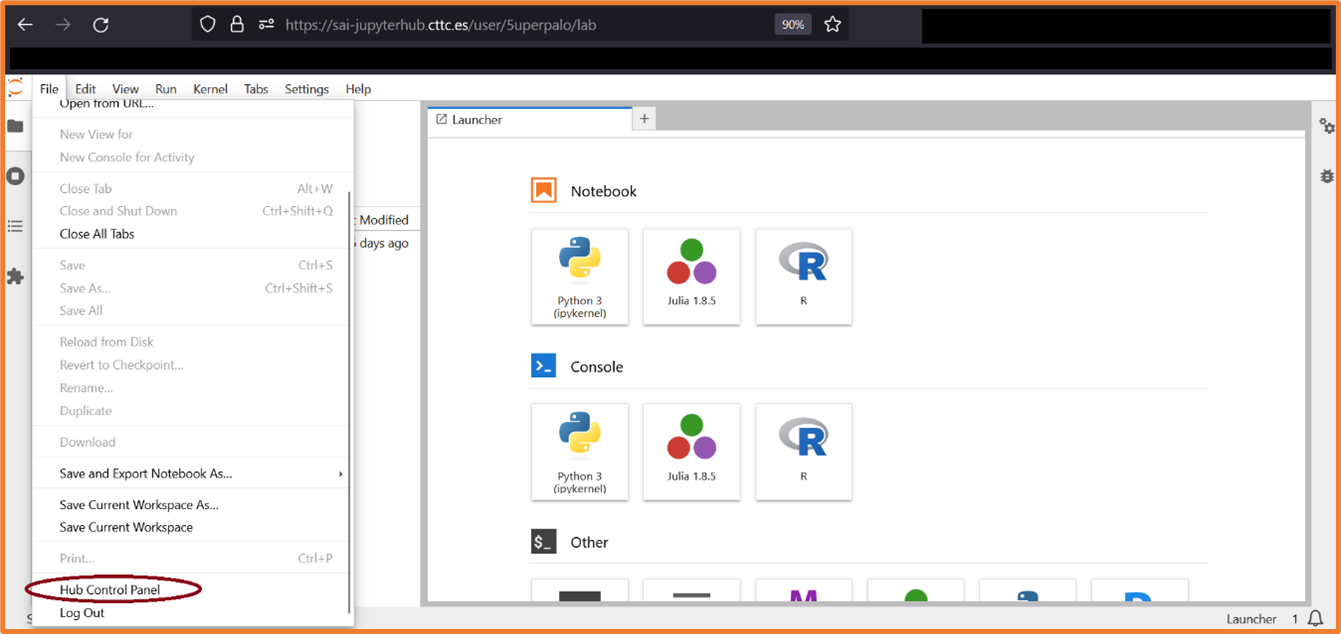 https://sai-jupyterhub.cttc.es/user/5uperpalo/lab 90%
File Edit View Run Kernel Tabs Settings Help
Open from URL...
New View for
New Console for Activity
Close Tab Alt+W
Close and Shut Down Ctrl+Shift+Q
Close All Tabs
Save Ctrl+S
Save As... Ctrl+Shift+S
Save All
Reload from Disk
Revert to Checkpoint...
Rename...
Duplicate
Download
Save and Export Notebook As...
Save Current Workspace As...
Save Current Workspace
Print... Ctrl+P
Hub Control Panel
Log Out
Modified
days ago
Launcher
Notebook
Python 3
(ipykernel)
Julia 1.8.5
R
Console
Python 3
(ipykernel)
Julia 1.8.5
R
$_ Other
M
Launcher 1